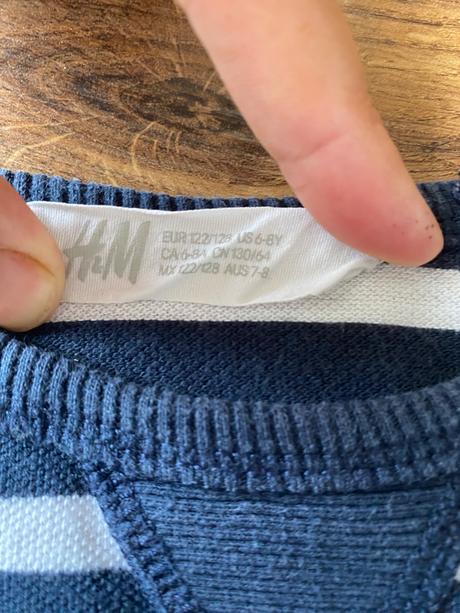 H&M
EUR 122/128 US 6-8Y
CA 6-8A CN 130/64
MX 122/128 AUS 7-8